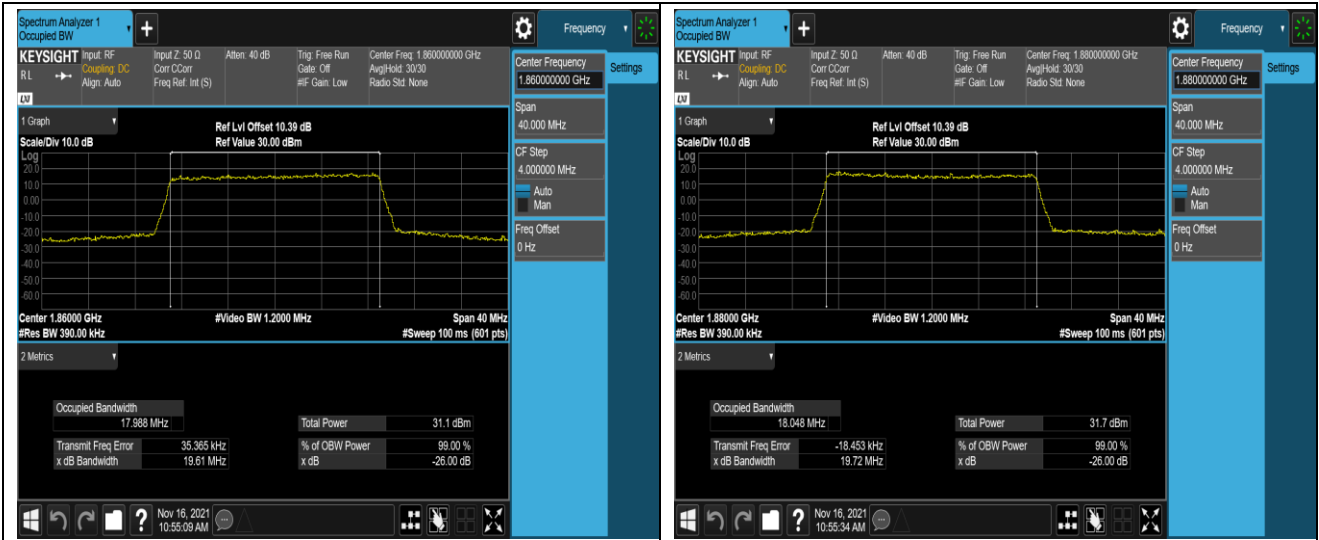 Spectrum Analyzer 1
Occupied BW
+
Frequency
KEYSIGHT Input: RF Input Z: 50 Ω Atten: 40 dB Trig: Free Run Center Freq: 1.860000000 GHz
Coupling: DC Corr CCorr Gate: Off Avg|Hold: 30/30
RL Align: Auto Freq Ref: Int (S) #IF Gain: Low Radio Std: None
LXI
Center Frequency
1.860000000 GHz
Settings
Span
40.000 MHz
CF Step
4.000000 MHz
Auto
Man
Freq Offset
0 Hz
1 Graph
Ref Lvl Offset 10.39 dB
Scale/Div 10.0 dB Ref Value 30.00 dBm
Log
20.0
10.0
0.00
-10.0
-20.0
-30.0
-40.0
-50.0
-60.0
Center 1.86000 GHz #Video BW 1.2000 MHz Span 40 MHz
#Res BW 390.00 kHz #Sweep 100 ms (601 pts)
2 Metrics
Occupied Bandwidth
17.988 MHz Total Power 31.1 dBm
Transmit Freq Error 35.365 kHz % of OBW Power 99.00 %
x dB Bandwidth 19.61 MHz x dB -26.00 dB
? Nov 16, 2021
10:55:09 AM
Spectrum Analyzer 1
Occupied BW
+
Frequency
KEYSIGHT Input: RF Input Z: 50 Ω Atten: 40 dB Trig: Free Run Center Freq: 1.880000000 GHz
Coupling: DC Corr CCorr Gate: Off Avg|Hold: 30/30
RL Align: Auto Freq Ref: Int (S) #IF Gain: Low Radio Std: None
LXI
Center Frequency
1.880000000 GHz
Settings
Span
40.000 MHz
CF Step
4.000000 MHz
Auto
Man
Freq Offset
0 Hz
1 Graph
Ref Lvl Offset 10.39 dB
Scale/Div 10.0 dB Ref Value 30.00 dBm
Log
20.0
10.0
0.00
-10.0
-20.0
-30.0
-40.0
-50.0
-60.0
Center 1.88000 GHz #Video BW 1.2000 MHz Span 40 MHz
#Res BW 390.00 kHz #Sweep 100 ms (601 pts)
2 Metrics
Occupied Bandwidth
18.048 MHz Total Power 31.7 dBm
Transmit Freq Error -18.453 kHz % of OBW Power 99.00 %
x dB Bandwidth 19.72 MHz x dB -26.00 dB
? Nov 16, 2021
10:55:34 AM